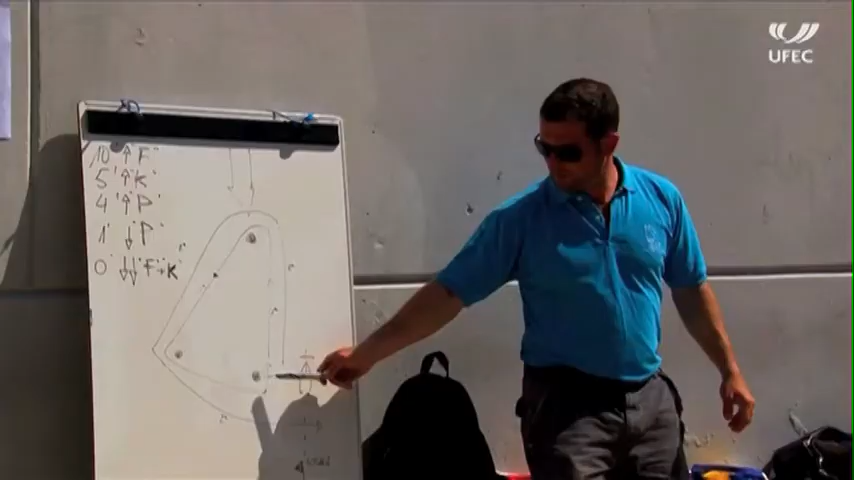 UFEC
10' ↑ F
5' ↑ K
4' ↑ P
1' ↓ P
0' ↓↓ F+K